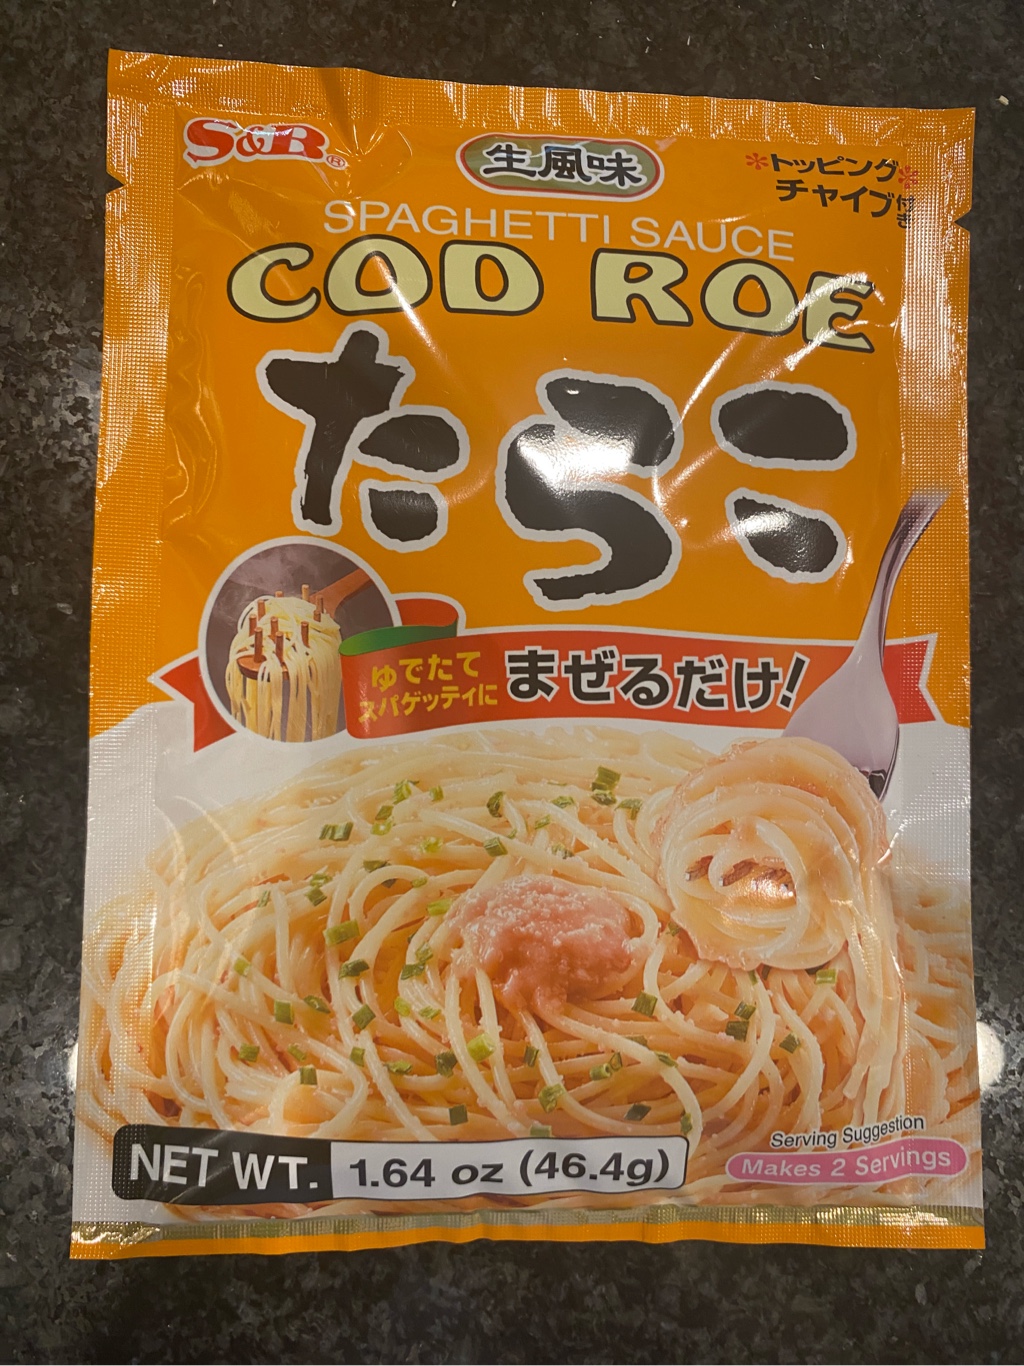 S&B®
生風味
*トッピング*
チャイブ付き
SPAGHETTI SAUCE
COD ROE
たらこ
ゆでたて
スパゲッティに
まぜるだけ!
Serving Suggestion
Makes 2 Servings
NET WT. 1.64 oz (46.4g)